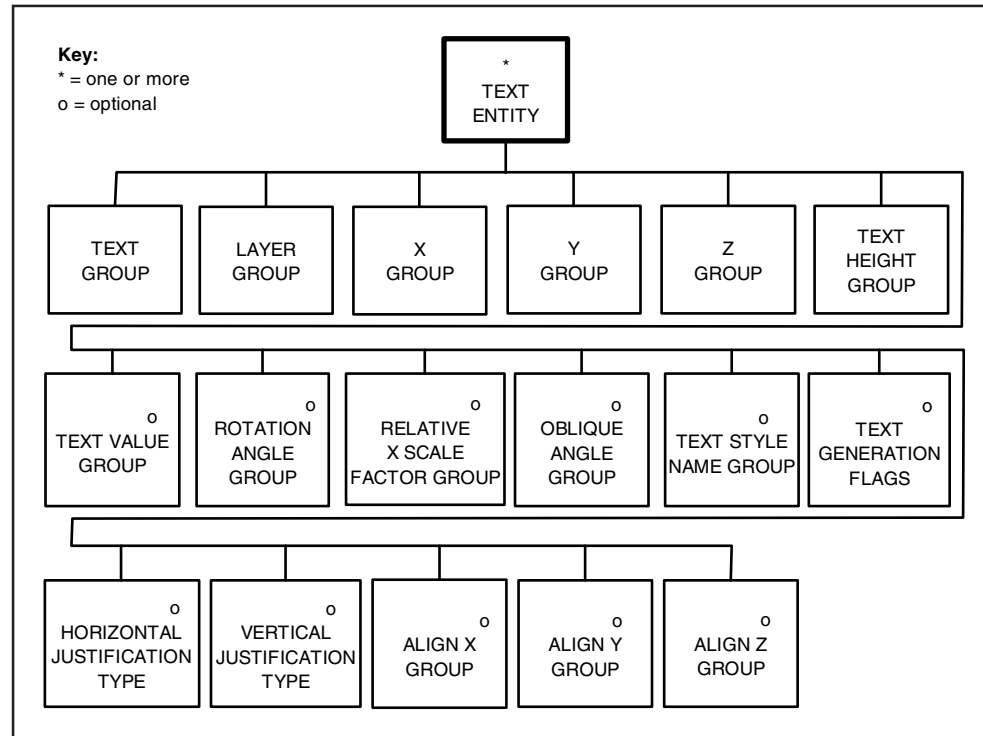 Key:
* = one or more
o = optional
*
TEXT
ENTITY
TEXT
GROUP
LAYER
GROUP
X
GROUP
Y
GROUP
Z
GROUP
TEXT
HEIGHT
GROUP
o
TEXT VALUE
GROUP
o
ROTATION
ANGLE
GROUP
o
RELATIVE
X SCALE
FACTOR GROUP
o
OBLIQUE
ANGLE
GROUP
o
TEXT STYLE
NAME GROUP
o
TEXT
GENERATION
FLAGS
o
HORIZONTAL
JUSTIFICATION
TYPE
o
VERTICAL
JUSTIFICATION
TYPE
o
ALIGN X
GROUP
o
ALIGN Y
GROUP
o
ALIGN Z
GROUP